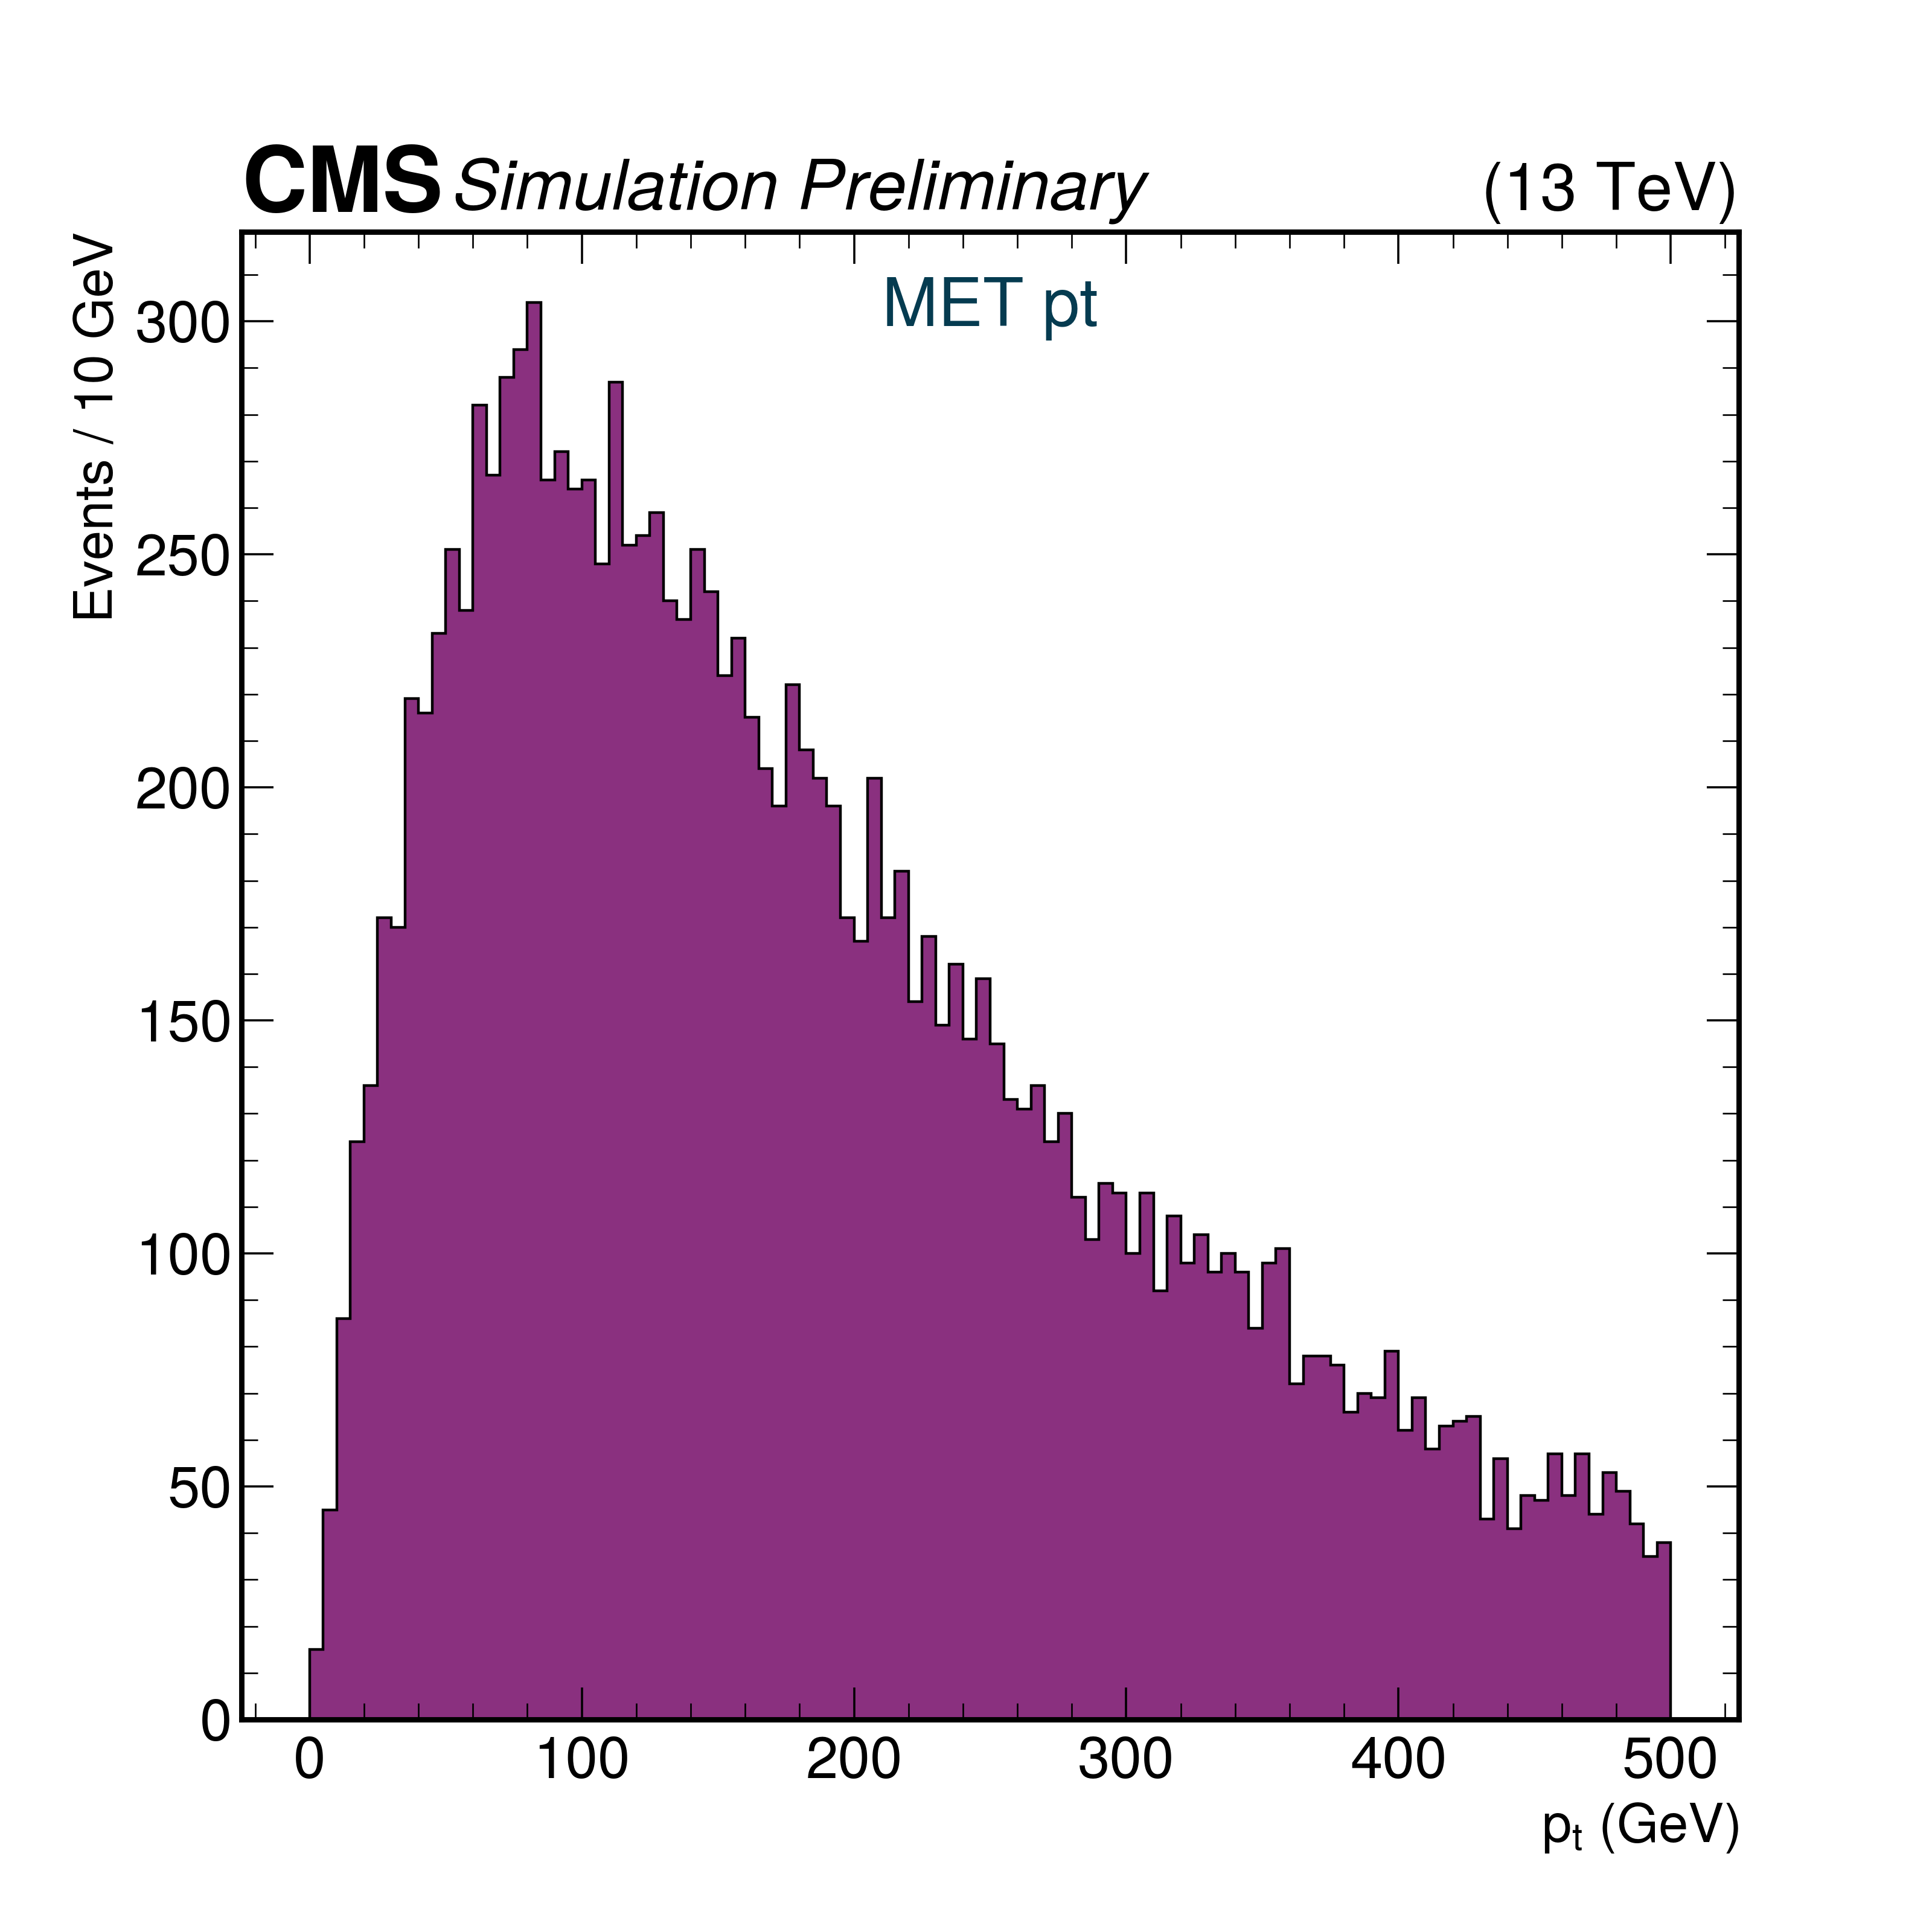 CMS Simulation Preliminary (13 TeV)
Events / 10 GeV
MET pt
300
250
200
150
100
50
0
0 100 200 300 400 500
pt (GeV)